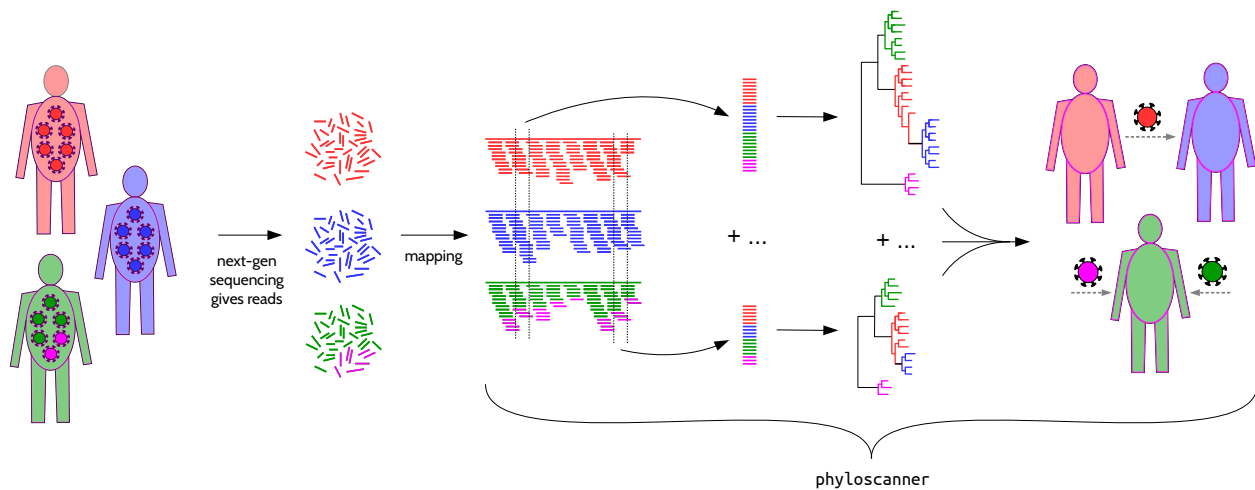 next-gen
sequencing
gives reads
mapping
+ ...
+ ...
phyloscanner